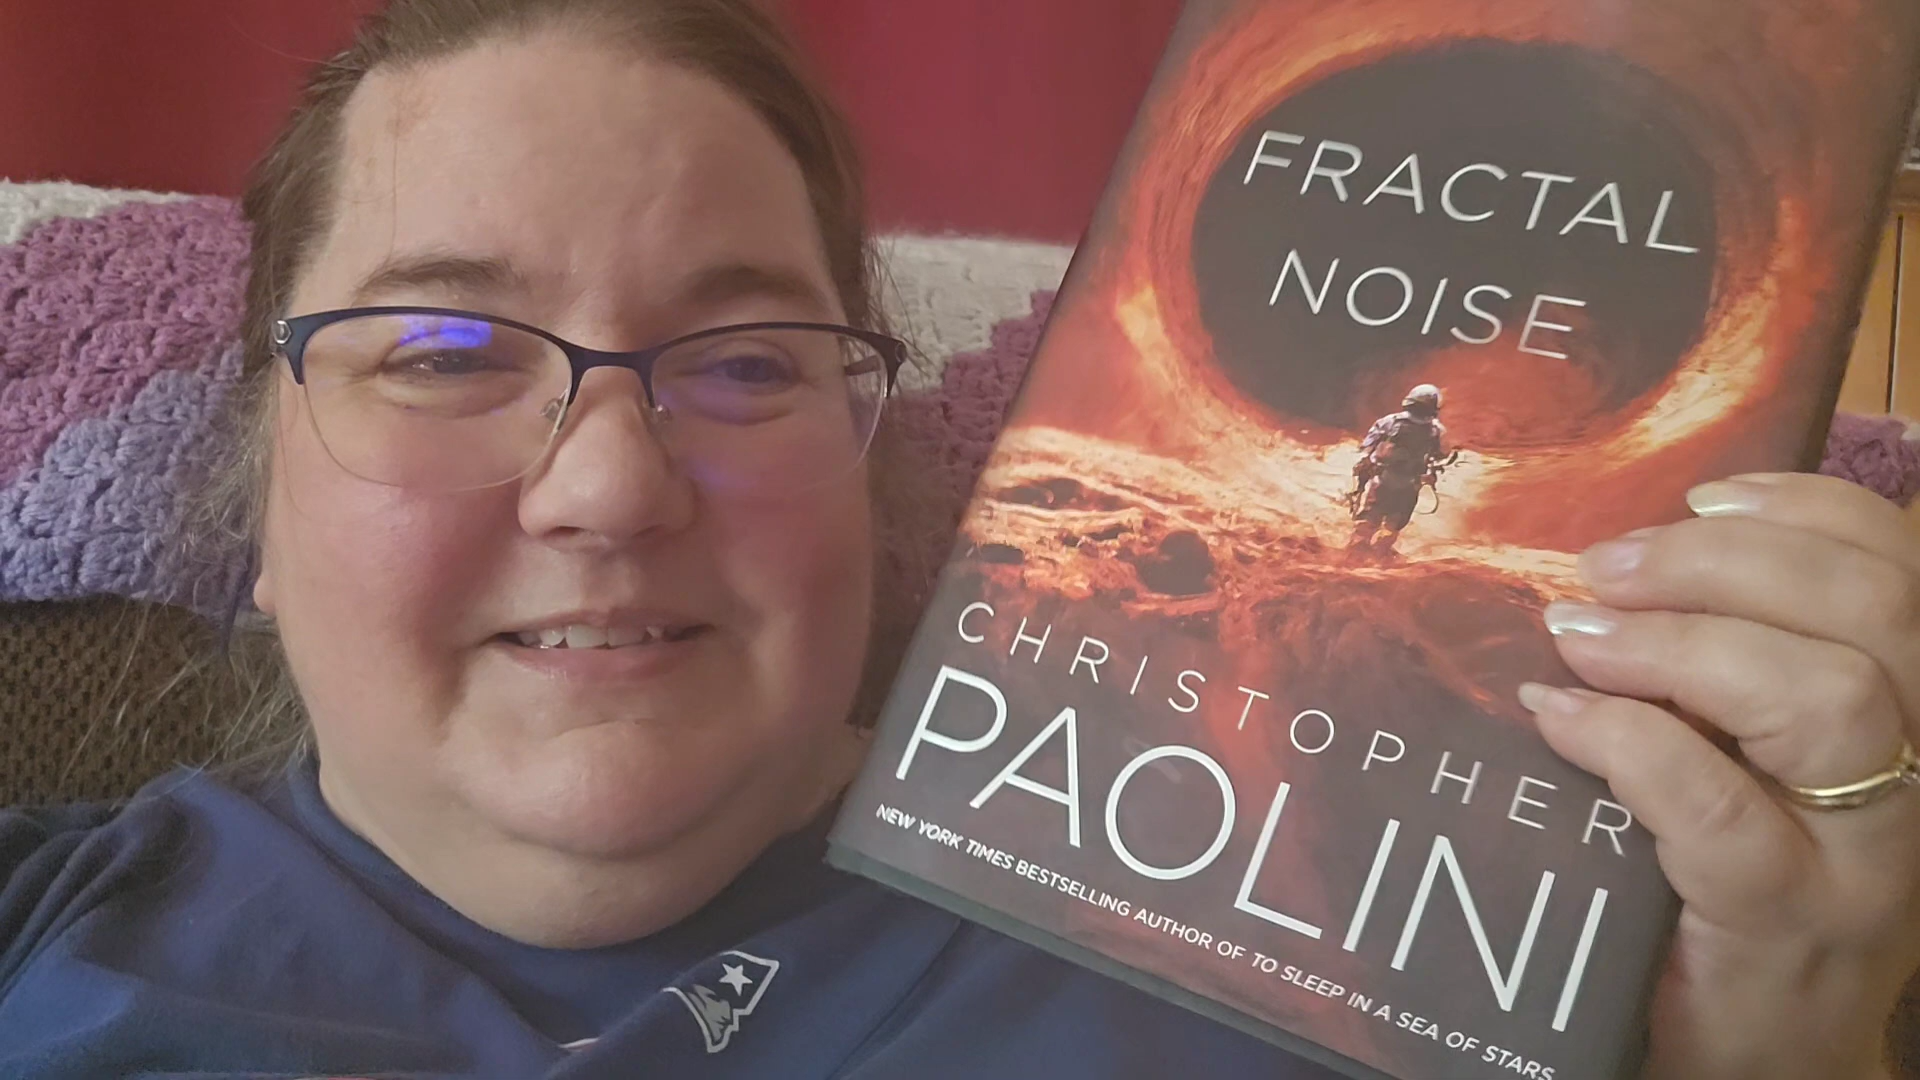 FRACTAL
NOISE
CHRISTOPHER
PAOLINI
NEW YORK TIMES BESTSELLING AUTHOR OF TO SLEEP IN A SEA OF STARS